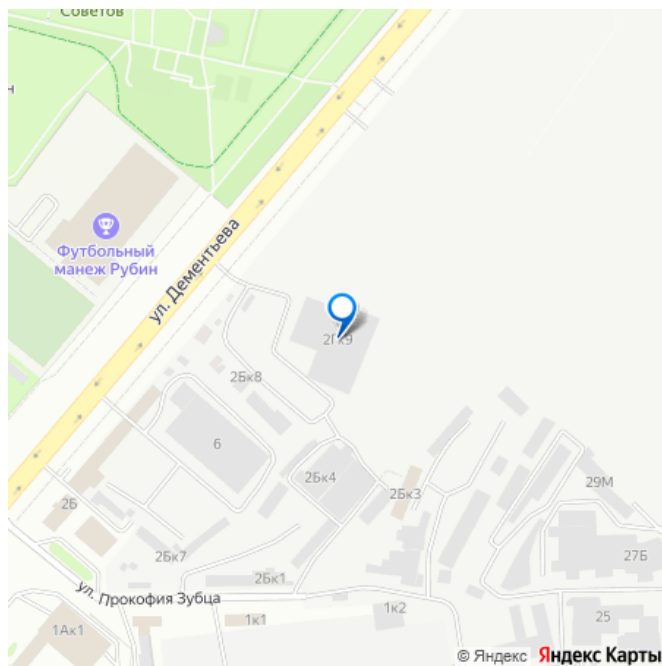 Советов
н
Футбольный
манеж Рубин
ул. Дементьева
2Гк9
2Бк8
6
2Бк4
2Бк3
29М
2Б
2Бк7
2Бк1
27Б
ул. Прокофия Зубца
1Ак1
1к1
1к2
25
© Яндекс Яндекс Карты